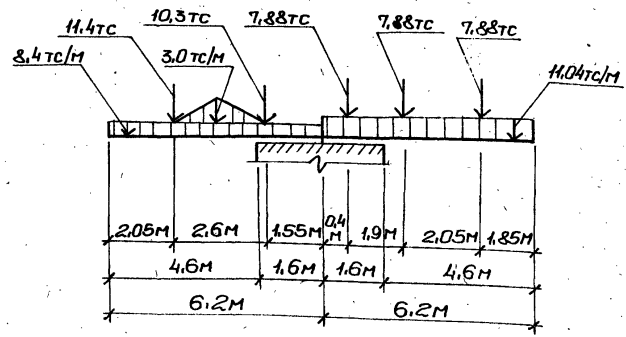 11.4тс
10.3тс
7.88тс
7.88тс
7.88тс
8.4тс/м
3.0тс/м
11.04тс/м
2.05м
2.6м
1.55м
0.4
м
1.9м
2.05м
1.85м
4.6м
1.6м
1.6м
4.6м
6.2м
6.2м